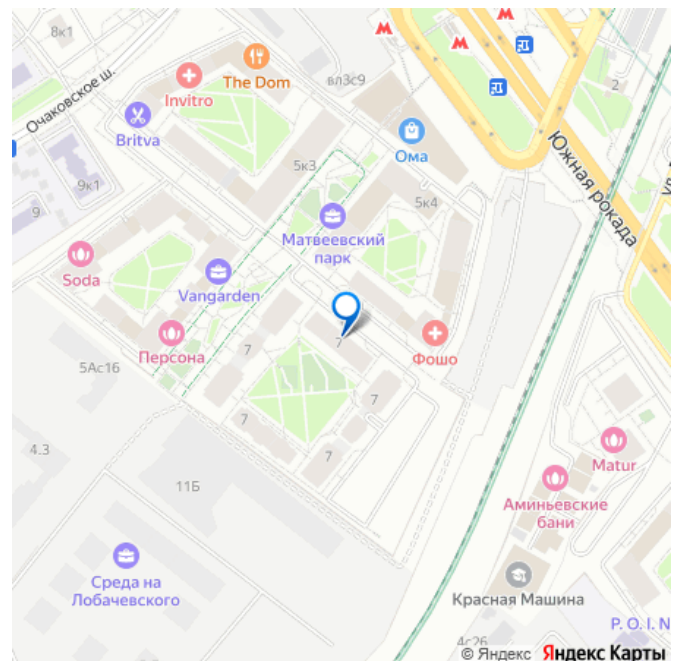 8к1
The Dom
вл3с9
2
Invitro
Очаковское ш.
Britva
Ома
5к3
9к1
5к4
9
Южная рокада
Матвеевский
парк
Soda
Vangarden
Персона
7
7
Фошо
5Ас16
7
7
4.3
7
11Б
Matur
Аминьевские
бани
Среда на
Лобачевского
Красная Машина
P. O. I. N
4с26
© Яндекс Яндекс Карты